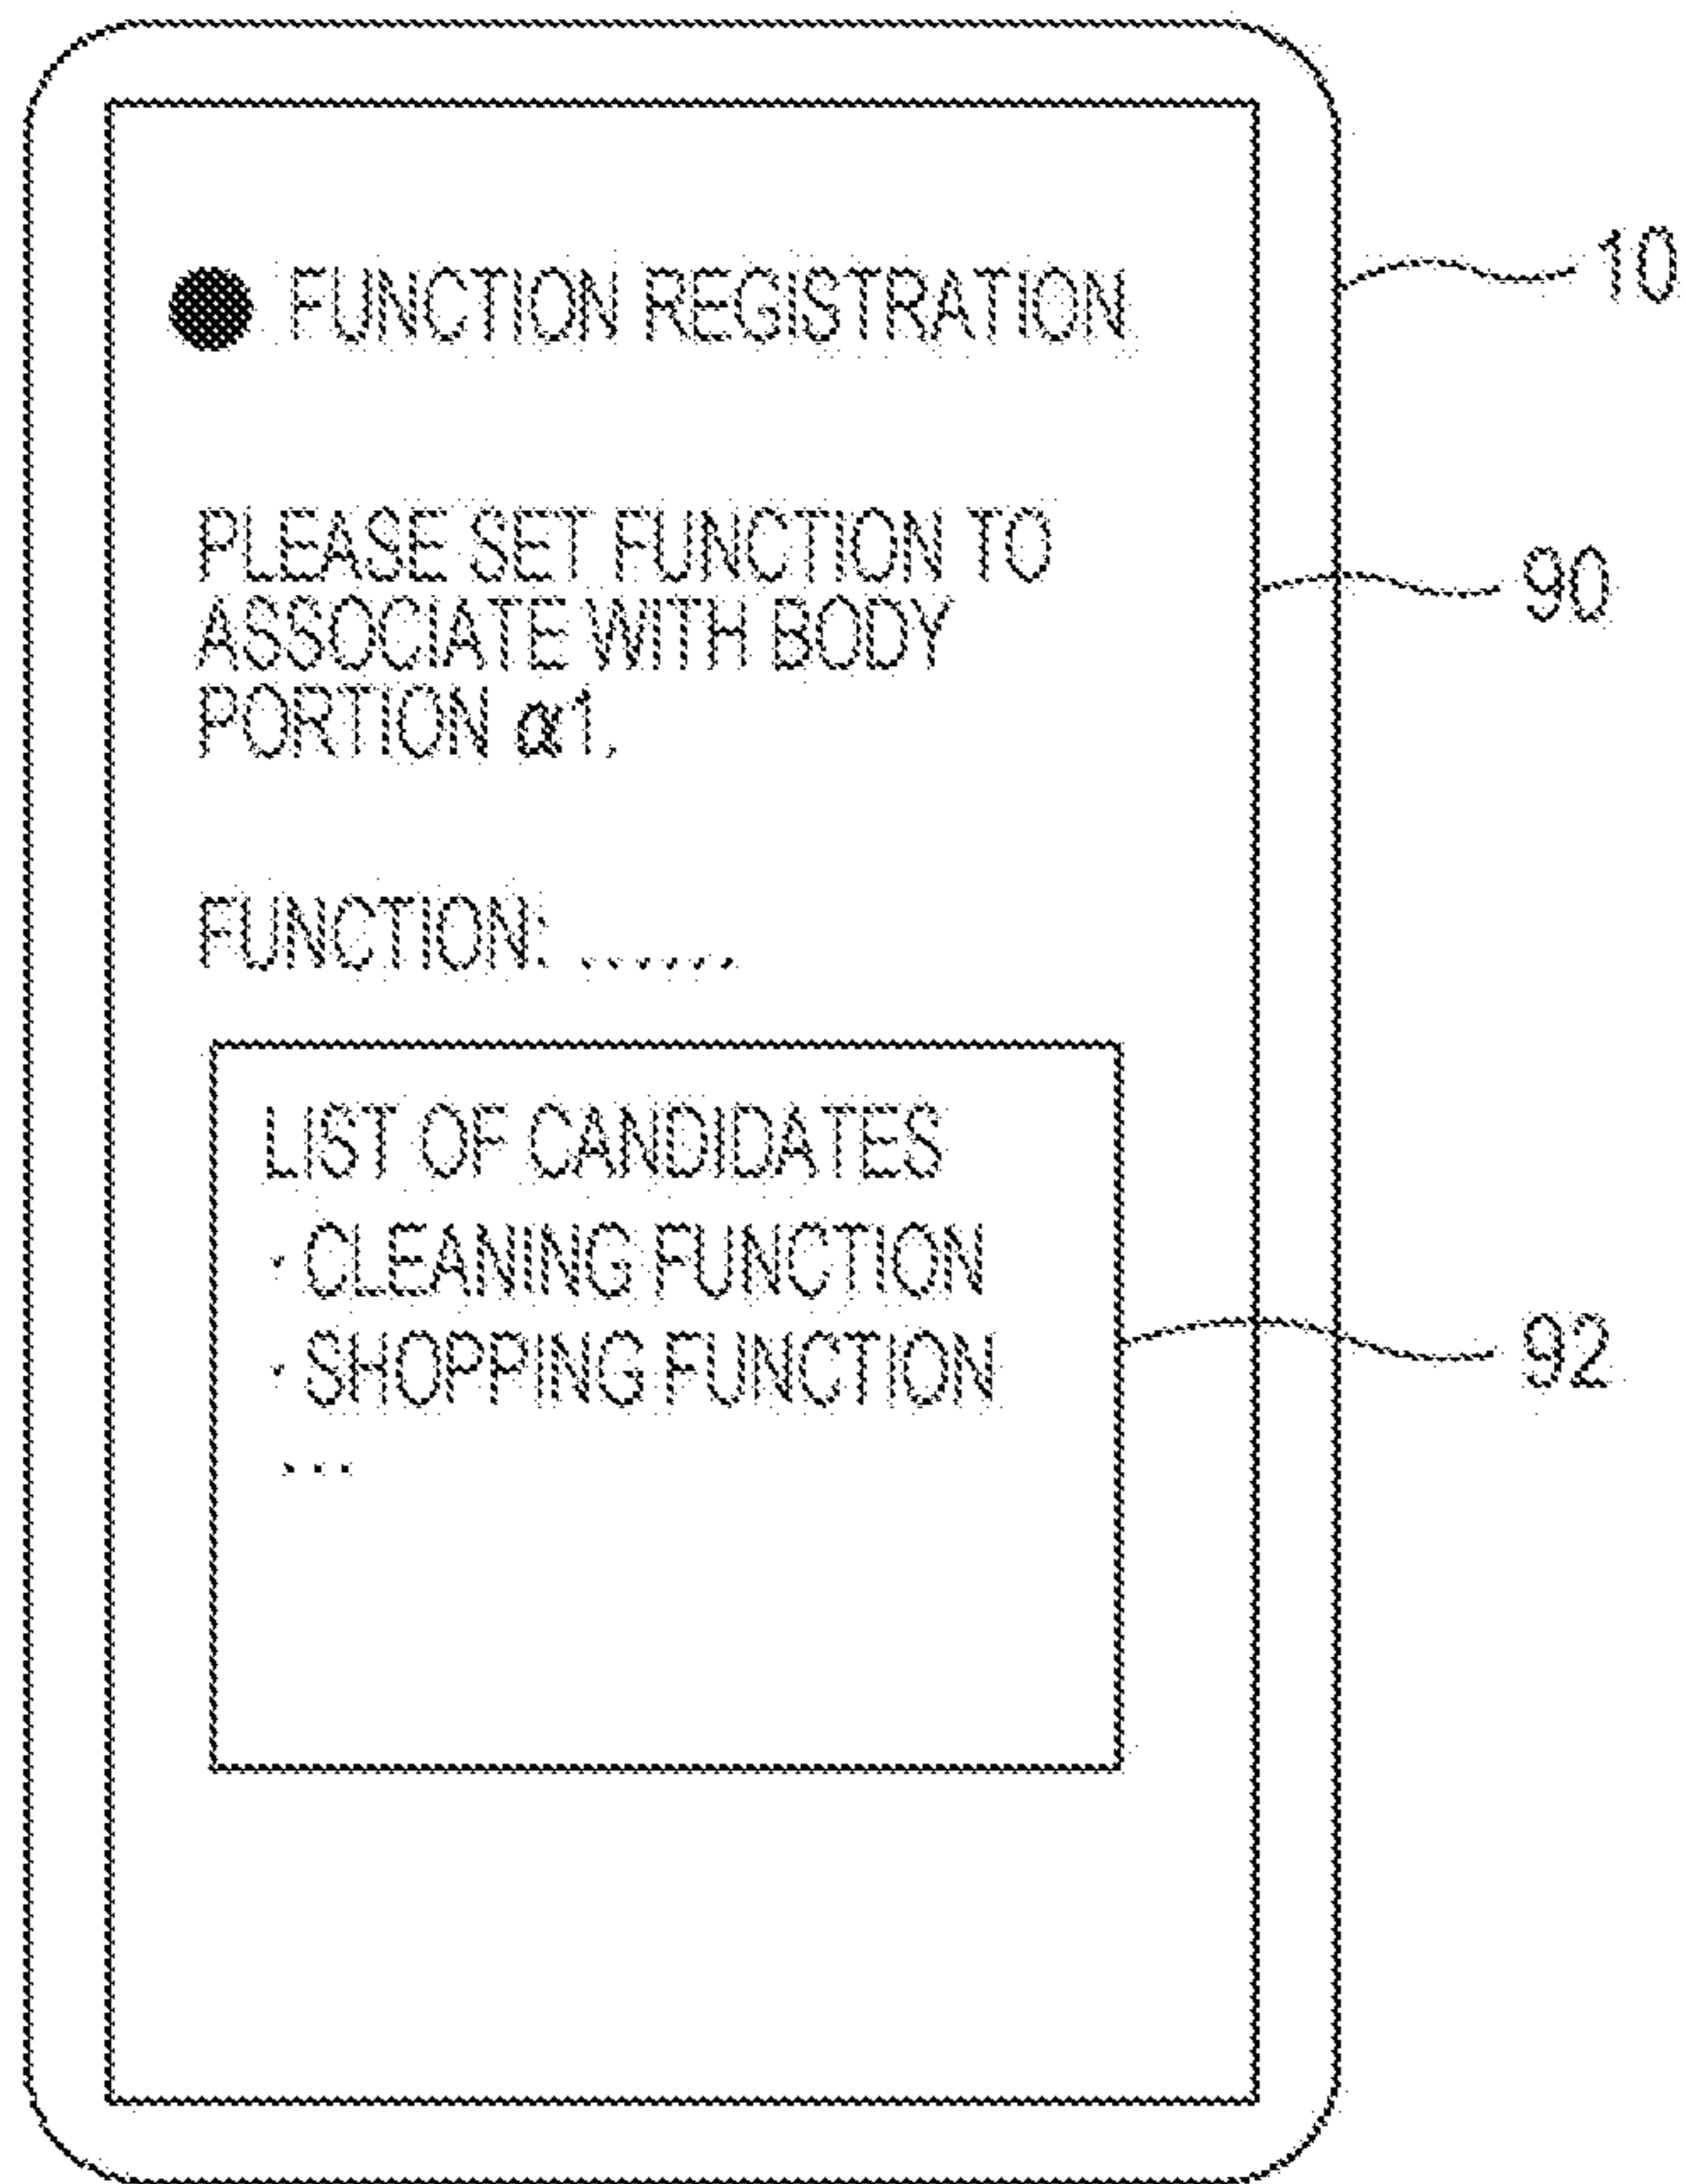 ● FUNCTION REGISTRATION
10
PLEASE SET FUNCTION TO
ASSOCIATE WITH BODY
PORTION α1.
90
FUNCTION: ......
LIST OF CANDIDATES
· CLEANING FUNCTION
· SHOPPING FUNCTION
...
92